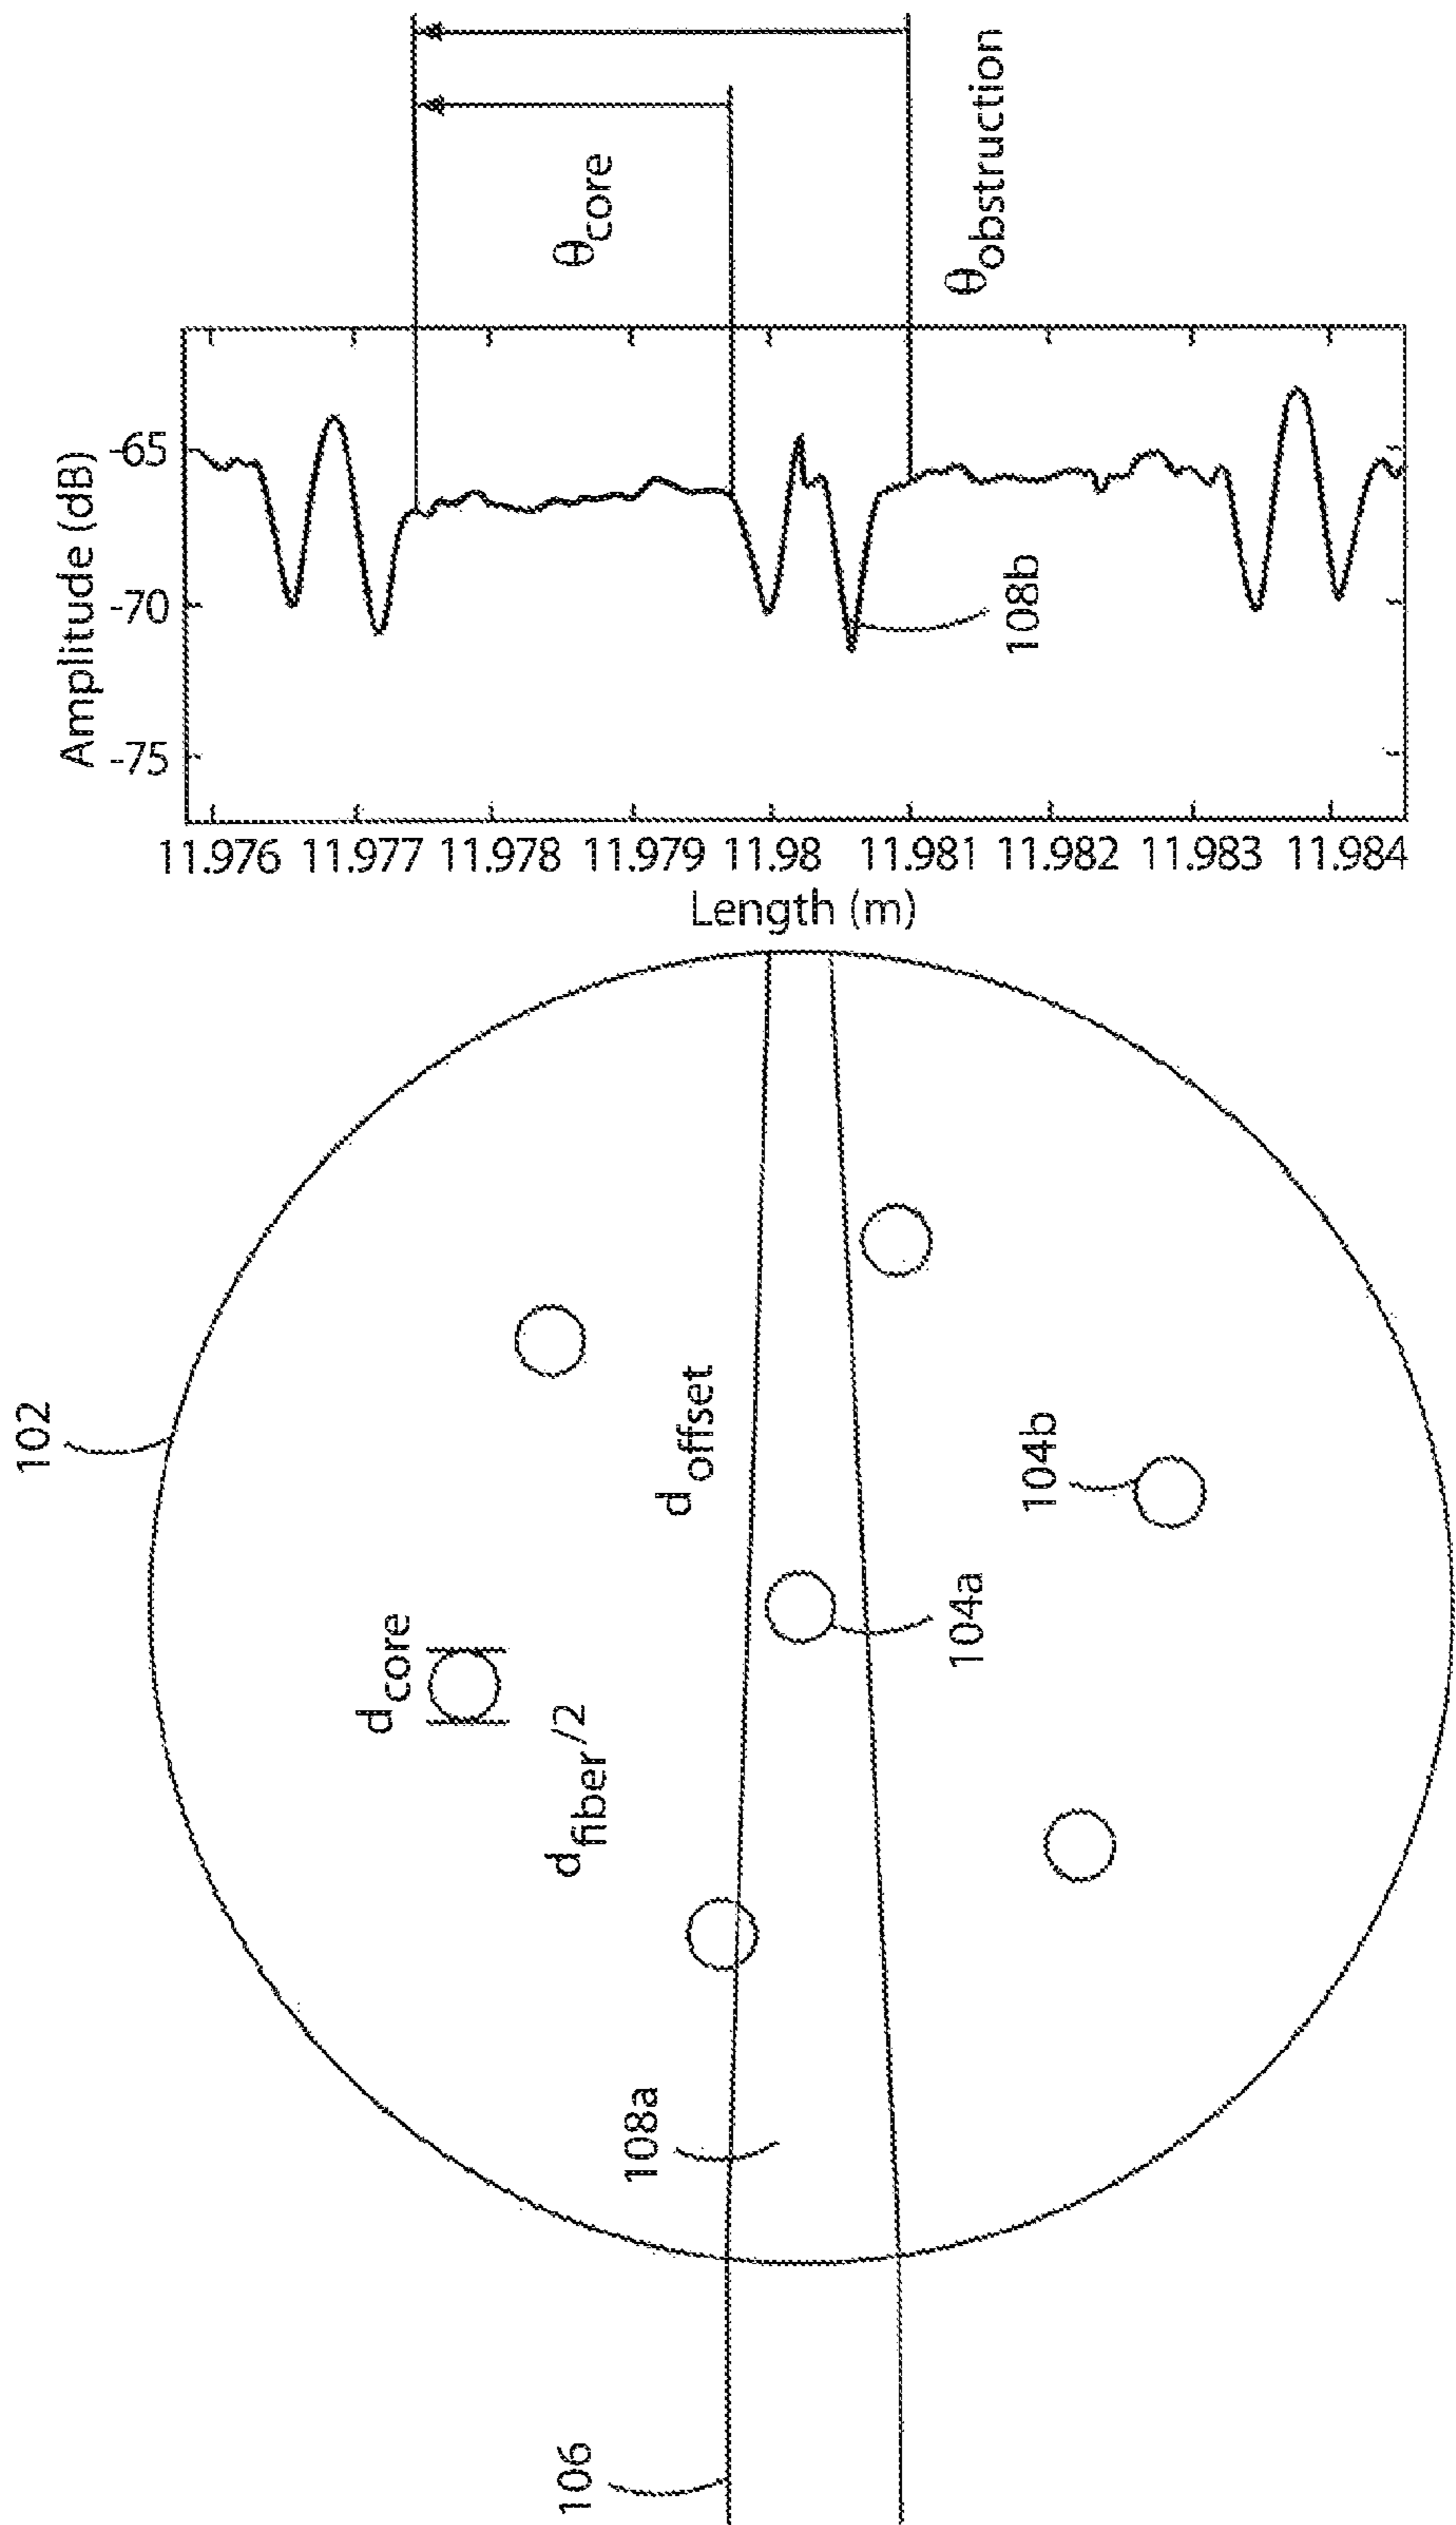 θcore
θobstruction
Amplitude (dB)
-65
-70
-75
108b
11.976 11.977 11.978 11.979 11.98 11.981 11.982 11.983 11.984
Length (m)
102
doffset
104b
dcore
104a
dfiber/2
108a
106